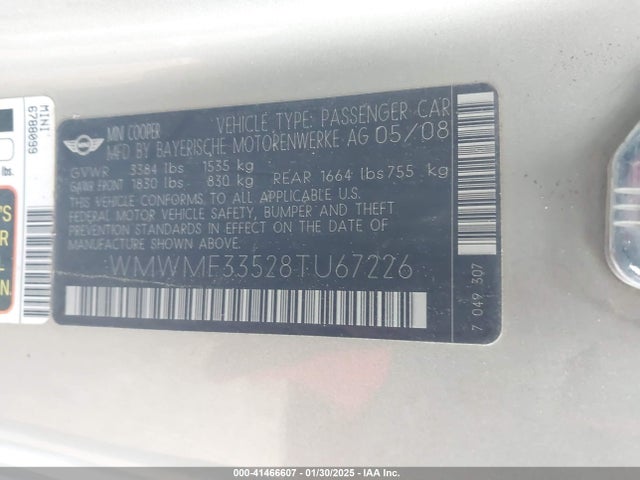 MINI COOPER VEHICLE TYPE: PASSENGER CAR
MFD BY BAYERISCHE MOTORENWERKE AG 05/08
GVWR 3384 lbs 1535 kg
GAWR FRONT 1830 lbs 830 kg REAR 1664 lbs 755 kg
THIS VEHICLE CONFORMS TO ALL APPLICABLE U.S.
FEDERAL MOTOR VEHICLE SAFETY, BUMPER AND THEFT
PREVENTION STANDARDS IN EFFECT ON THE DATE OF
MANUFACTURE SHOWN ABOVE.
WMWMF33528TU67226
7 049 307
MINI
6788099
'S
ER
000-41466607 - 01/30/2025 - IAA Inc.